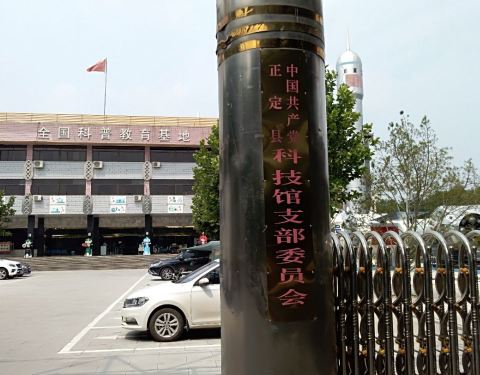 全国科普教育基地
中国共产党
正定县
科技馆支部委员会